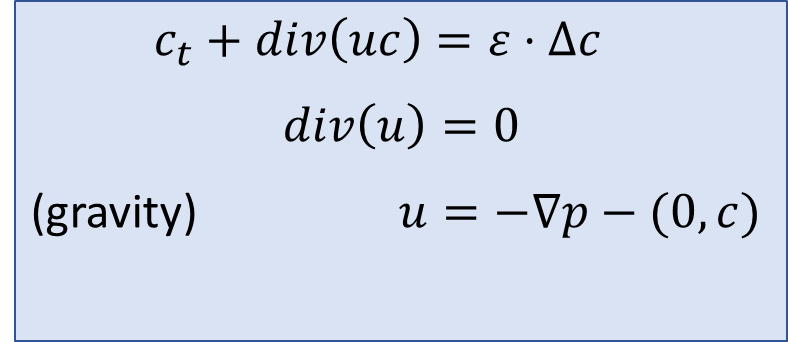 c_t + div(uc) = ε · Δc
div(u) = 0
(gravity) u = −∇p − (0, c)